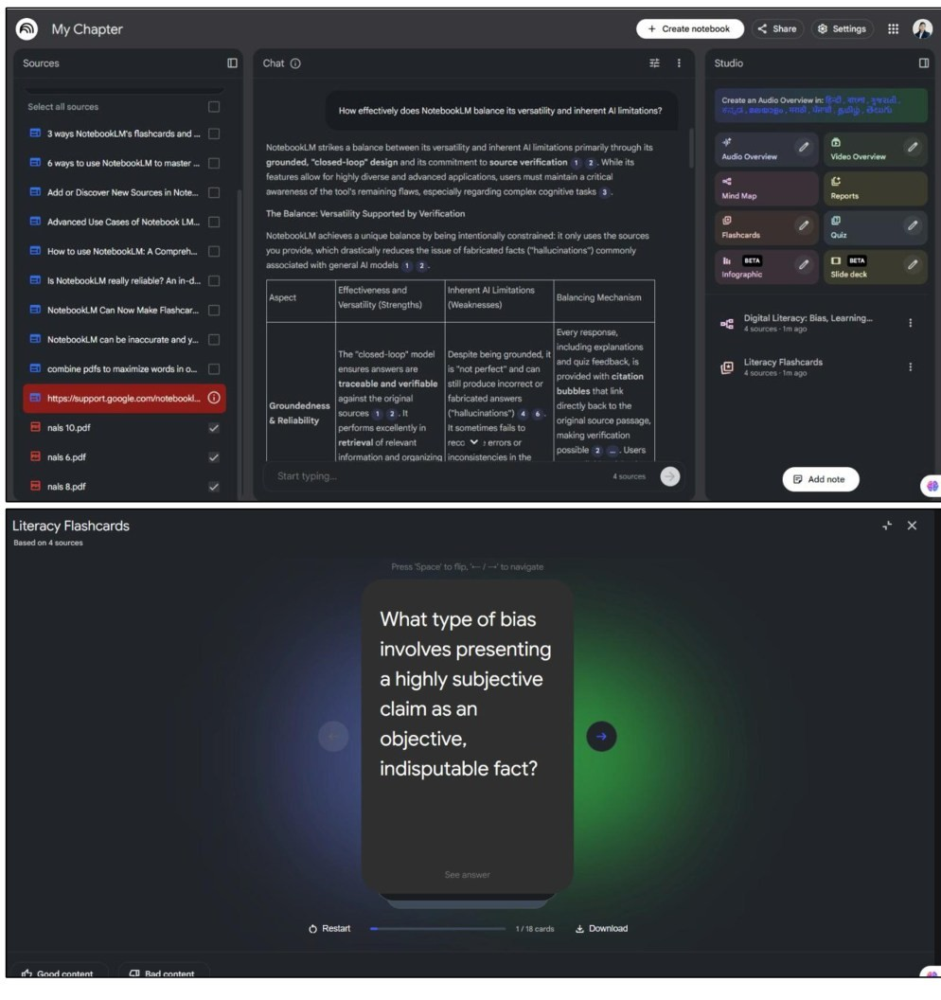 My Chapter
+ Create notebook
Share
Settings
Sources
Select all sources
3 ways NotebookLM's flashcards and ...
6 ways to use NotebookLM to master ...
Add or Discover New Sources in Note...
Advanced Use Cases of Notebook LM...
How to use NotebookLM: A Compreh...
Is NotebookLM really reliable? An in-d...
NotebookLM Can Now Make Flashcar...
NotebookLM can be inaccurate and y...
combine pdfs to maximize words in o...
https://support.google.com/notebookl...
nals 10.pdf
nals 6.pdf
nals 8.pdf
Chat
How effectively does NotebookLM balance its versatility and inherent AI limitations?
NotebookLM strikes a balance between its versatility and inherent AI limitations primarily through its
grounded, "closed-loop" design and its commitment to source verification 1 2 . While its
features allow for highly diverse and advanced applications, users must maintain a critical
awareness of the tool's remaining flaws, especially regarding complex cognitive tasks 3 .
The Balance: Versatility Supported by Verification
NotebookLM achieves a unique balance by being intentionally constrained: it only uses the sources
you provide, which drastically reduces the issue of fabricated facts ("hallucinations") commonly
associated with general AI models 1 2 .
Aspect
Effectiveness and
Versatility (Strengths)
Inherent AI Limitations
(Weaknesses)
Balancing Mechanism
Groundedness
& Reliability
The "closed-loop" model
ensures answers are
traceable and verifiable
against the original
sources 1 2 . It
performs excellently in
retrieval of relevant
information and organizing
Despite being grounded, it
is "not perfect" and can
still produce incorrect or
fabricated answers
("hallucinations") 4 6 .
It sometimes fails to
errors or
inconsistencies in the
Every response,
including explanations
and quiz feedback, is
provided with citation
bubbles that link
directly back to the
original source passage,
making verification
possible 2 ... . Users
Start typing...
4 sources
Studio
Create an Audio Overview in: हिन्दी, বাংলা, ગુજરાતી,
ಕನ್ನಡ, മലയാളം, मराठी, ਪੰਜਾਬੀ, தமிழ், తెలుగు
Audio Overview
Video Overview
Mind Map
Reports
Flashcards
Quiz
BETA
Infographic
BETA
Slide deck
Digital Literacy: Bias, Learning...
4 sources · 1m ago
Literacy Flashcards
4 sources · 1m ago
Add note
Literacy Flashcards
Based on 4 sources
Press 'Space' to flip, '← / →' to navigate
What type of bias
involves presenting
a highly subjective
claim as an
objective,
indisputable fact?
See answer
Restart
1 / 18 cards
Download
Good content
Bad content